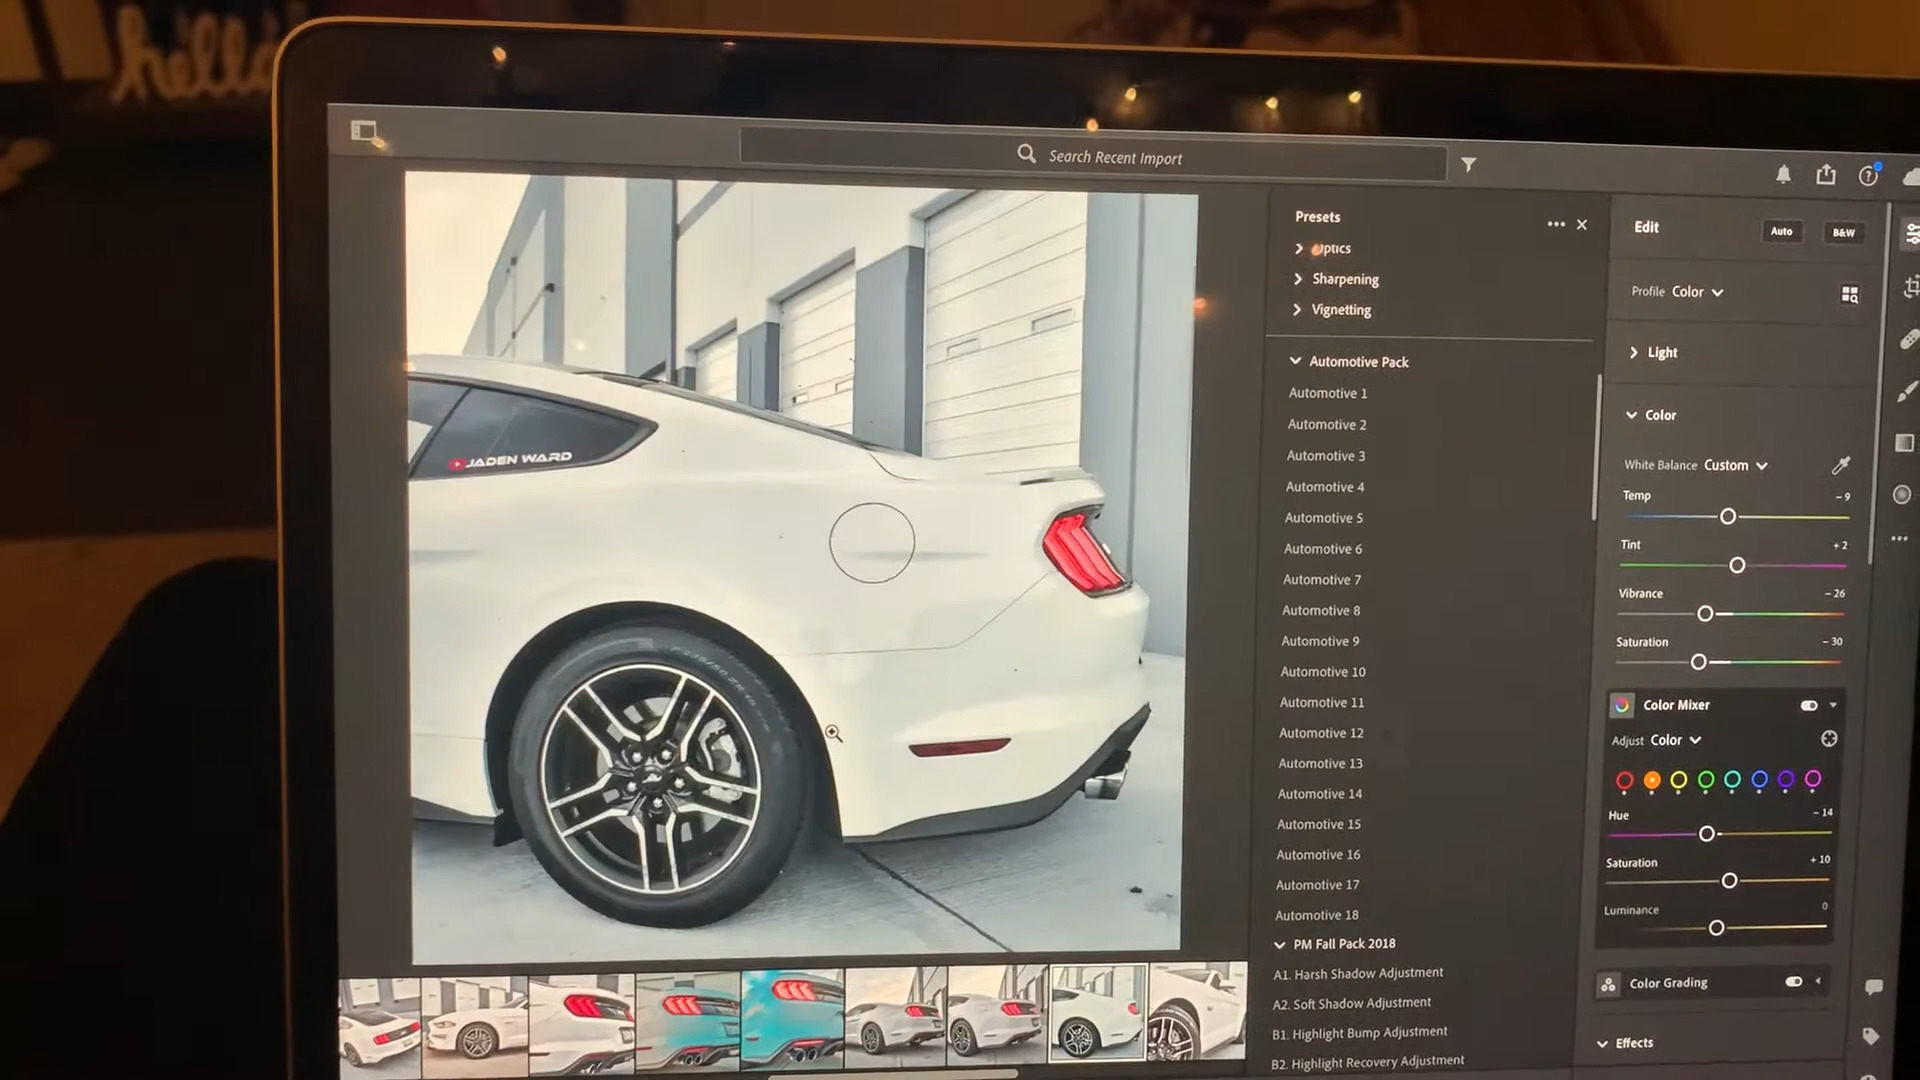 hello
Search Recent Import
JADEN WARD
P 235/50 ZR18
Presets
Optics
Sharpening
Vignetting
Automotive Pack
Automotive 1
Automotive 2
Automotive 3
Automotive 4
Automotive 5
Automotive 6
Automotive 7
Automotive 8
Automotive 9
Automotive 10
Automotive 11
Automotive 12
Automotive 13
Automotive 14
Automotive 15
Automotive 16
Automotive 17
Automotive 18
PM Fall Pack 2018
A1. Harsh Shadow Adjustment
A2. Soft Shadow Adjustment
B1. Highlight Bump Adjustment
B2. Highlight Recovery Adjustment
Edit
Auto
B&W
Profile Color
Light
Color
White Balance Custom
Temp - 9
Tint + 2
Vibrance - 26
Saturation - 30
Color Mixer
Adjust Color
Hue - 14
Saturation + 10
Luminance 0
Color Grading
Effects